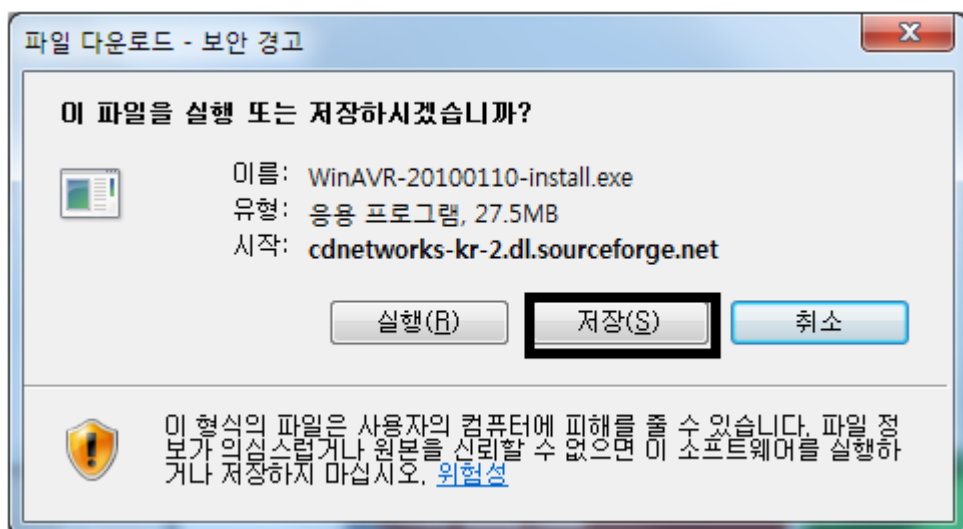 파일 다운로드 - 보안 경고
이 파일을 실행 또는 저장하시겠습니까?
이름: WinAVR-20100110-install.exe
유형: 응용 프로그램, 27.5MB
시작: cdnetworks-kr-2.dl.sourceforge.net
실행(R) 저장(S) 취소
이 형식의 파일은 사용자의 컴퓨터에 피해를 줄 수 있습니다. 파일 정
보가 의심스럽거나 원본을 신뢰할 수 없으면 이 소프트웨어를 실행하
거나 저장하지 마십시오. 위험성